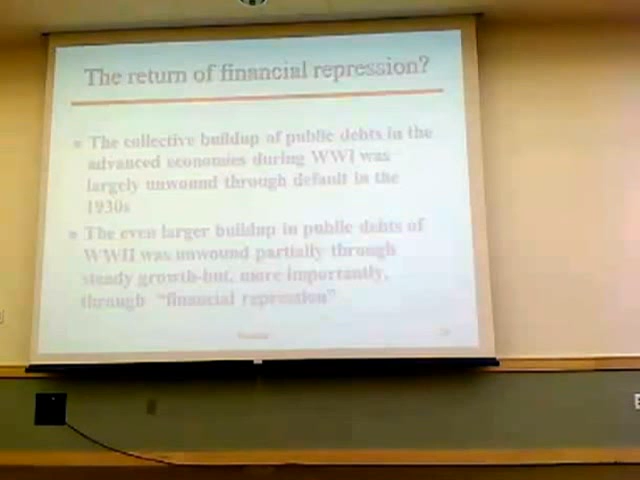 The return of financial repression?
The collective buildup of public debts in the
advanced economies during WWI was
largely unwound through default in the
1930s
The even larger buildup in public debts of
WWII was unwound partially through
steady growth-but, more importantly,
through "financial repression"